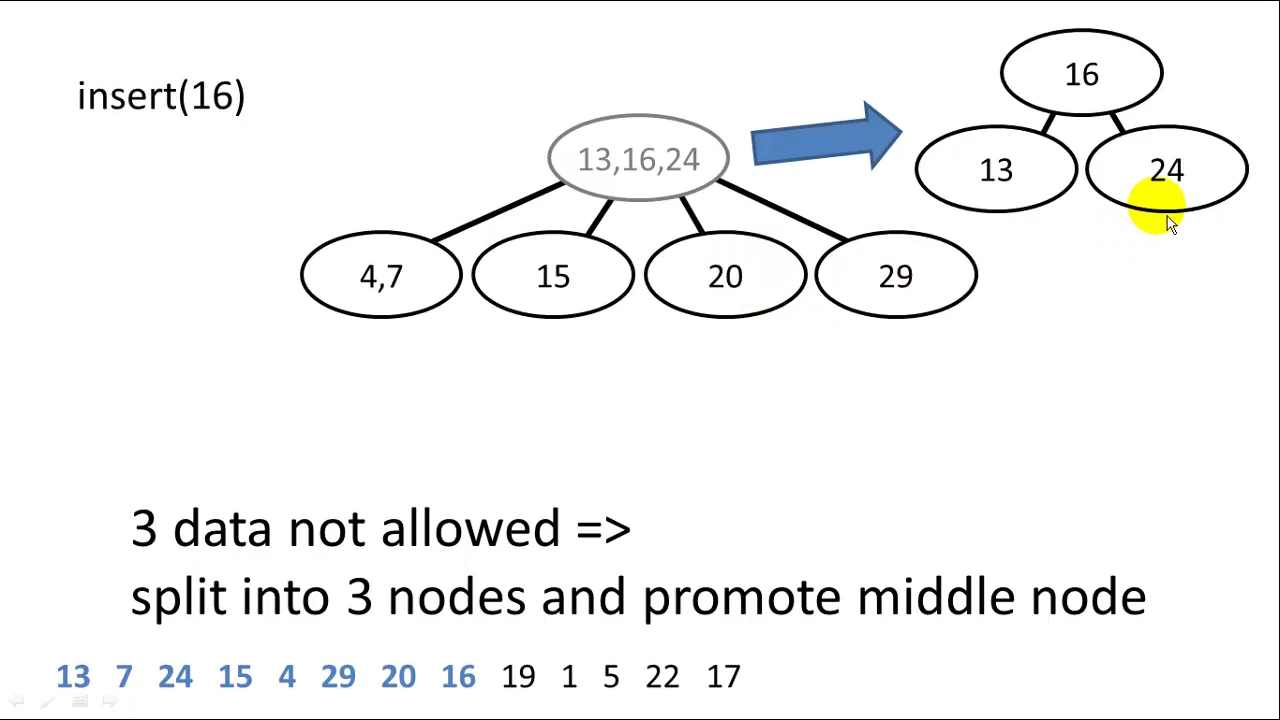 insert(16)
16
13,16,24
13
24
4,7
15
20
29
3 data not allowed =>
split into 3 nodes and promote middle node
13 7 24 15 4 29 20 16 19 1 5 22 17